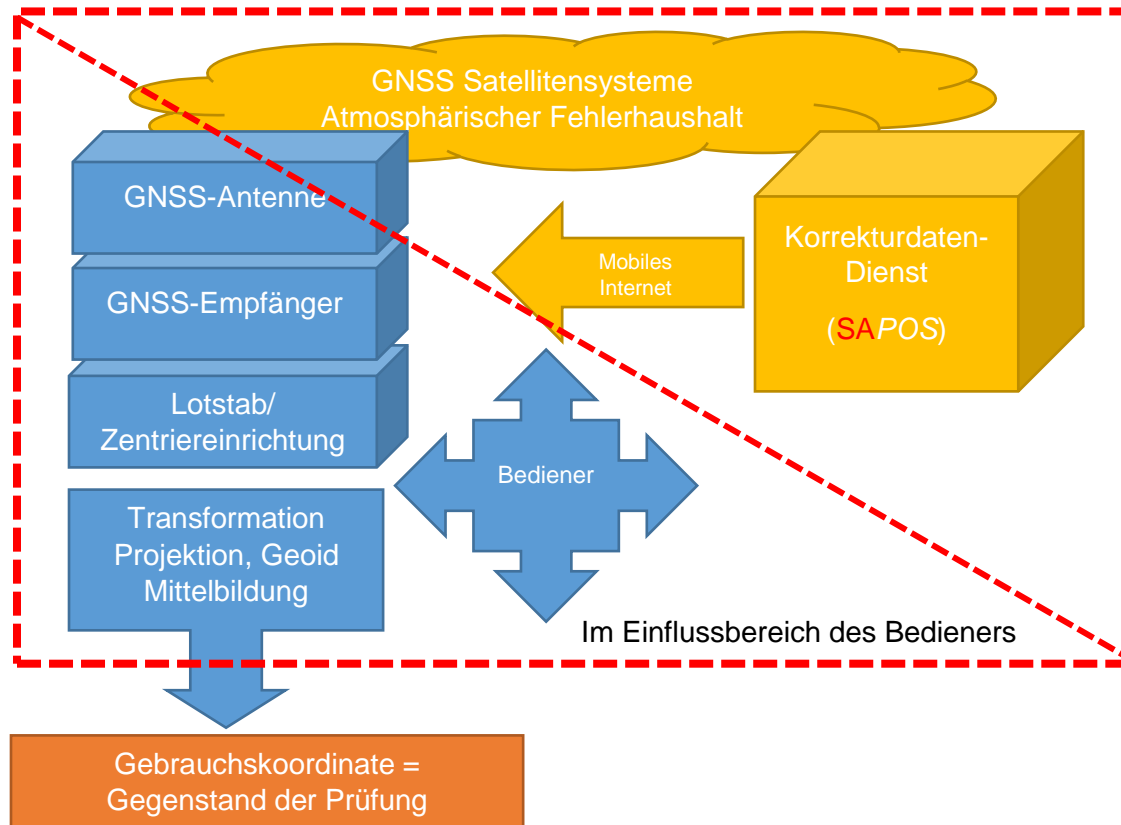 GNSS Satellitensysteme
Atmosphärischer Fehlerhaushalt
GNSS-Antenne
GNSS-Empfänger
Lotstab/
Zentriereinrichtung
Transformation
Projektion, Geoid
Mittelbildung
Mobiles
Internet
Korrekturdaten-
Dienst
(SAPOS)
Bediener
Im Einflussbereich des Bedieners
Gebrauchskoordinate =
Gegenstand der Prüfung